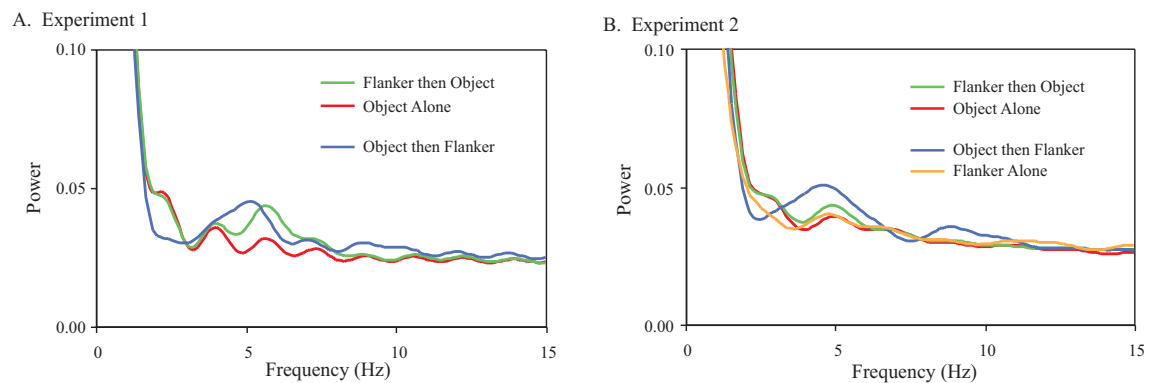 A. Experiment 1
0.10
Flanker then Object
Object Alone
Object then Flanker
0.05
Power
0.00
0 5 10 15
Frequency (Hz)
B. Experiment 2
0.10
Flanker then Object
Object Alone
Object then Flanker
Flanker Alone
0.05
Power
0.00
0 5 10 15
Frequency (Hz)